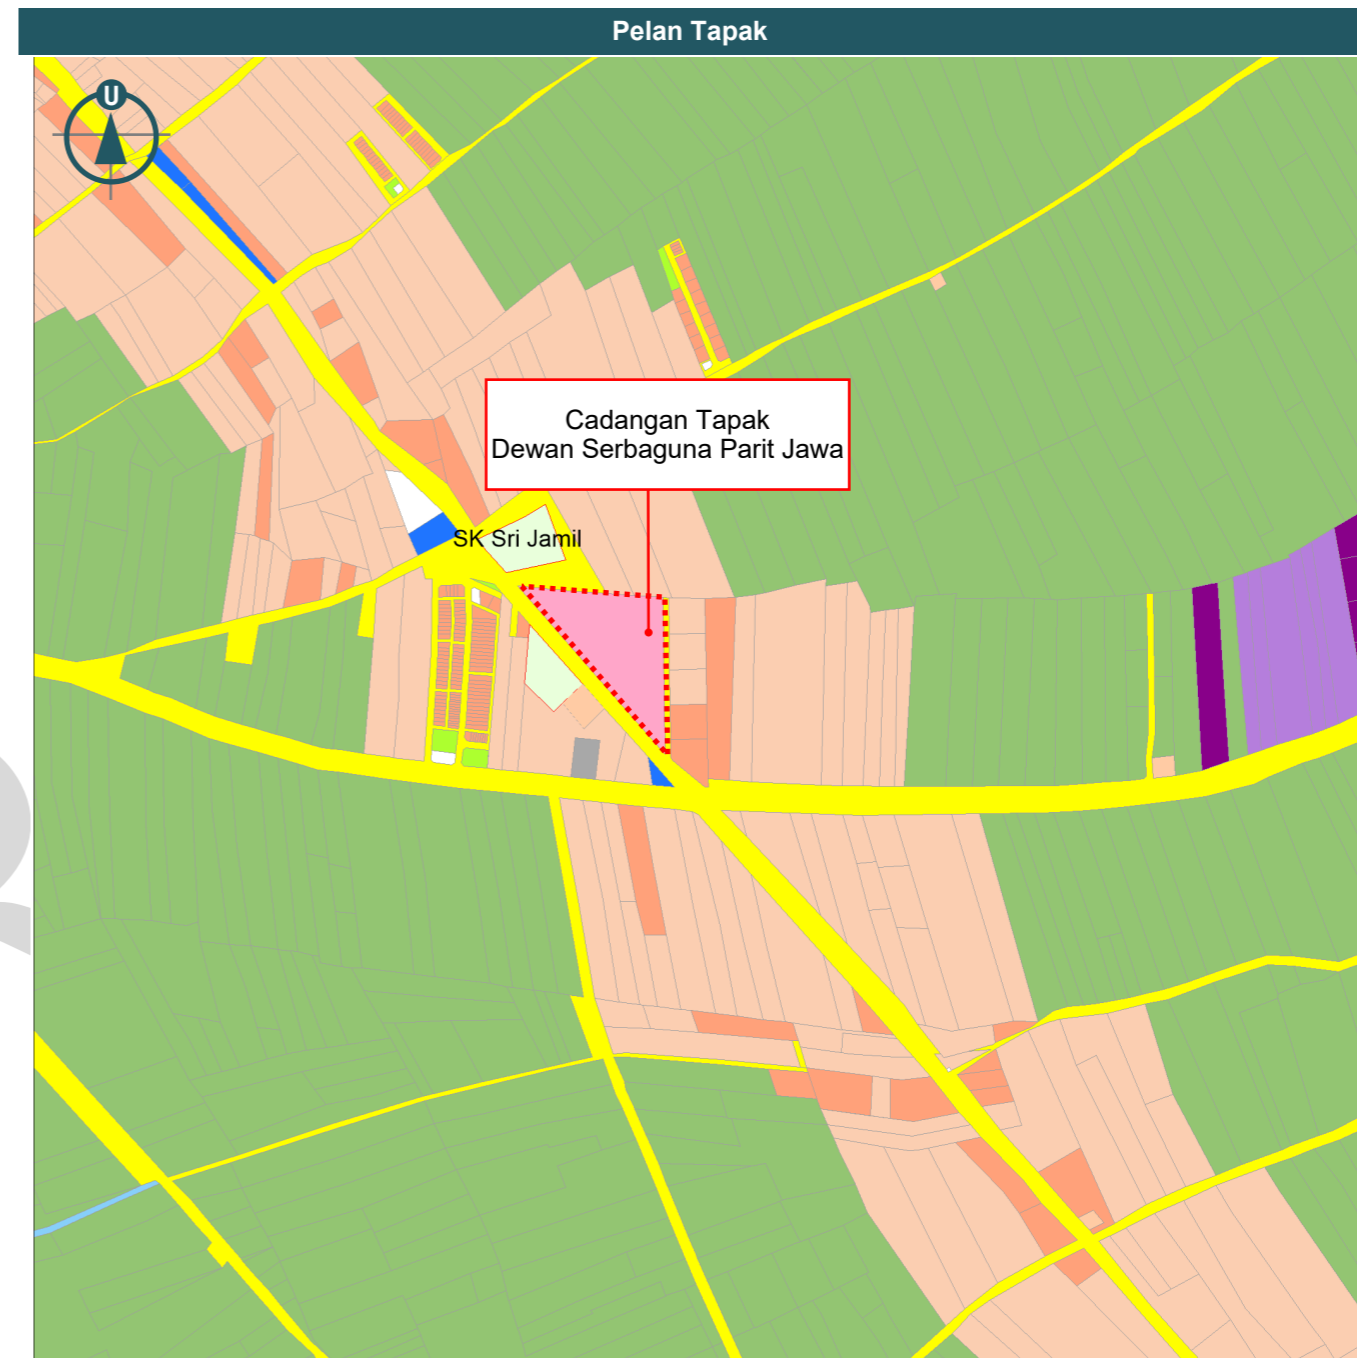 Pelan Tapak
U
Cadangan Tapak
Dewan Serbaguna Parit Jawa
SK Sri Jamil